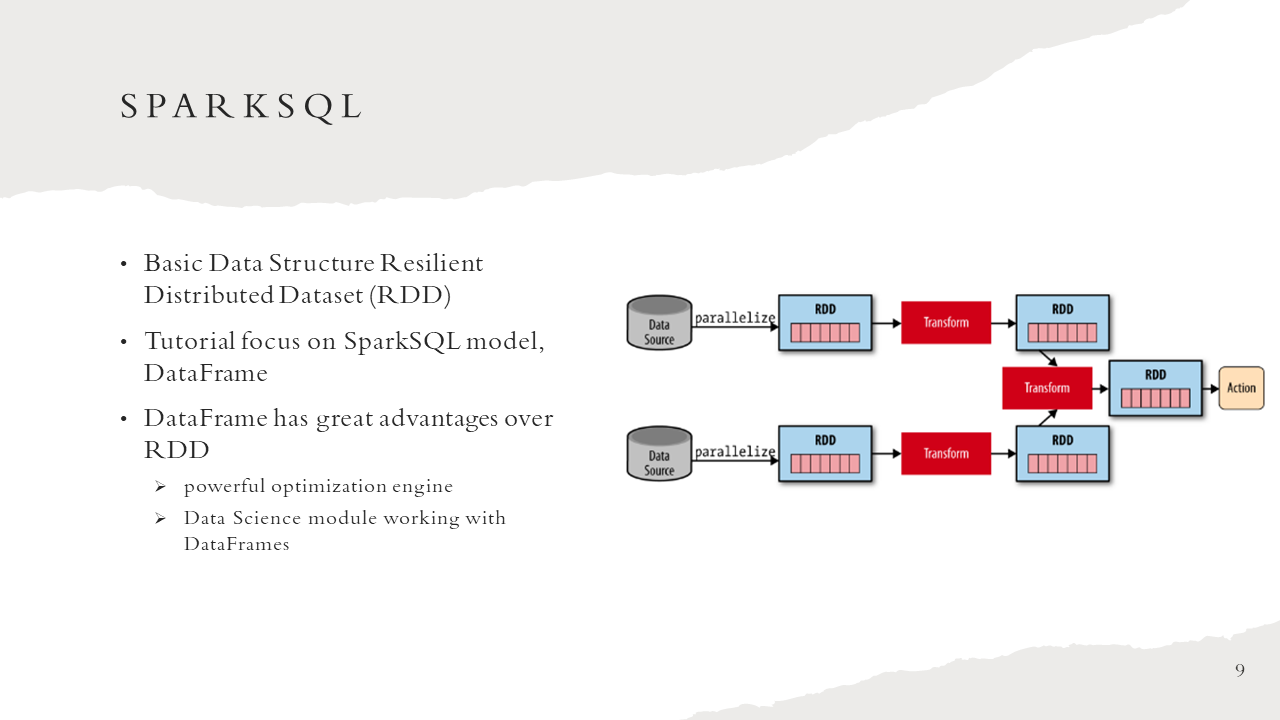 SPARKSQL
• Basic Data Structure Resilient
Distributed Dataset (RDD)
• Tutorial focus on SparkSQL model,
DataFrame
• DataFrame has great advantages over
RDD
➢ powerful optimization engine
➢ Data Science module working with
DataFrames
Data
Source
parallelize
RDD
Transform
RDD
Transform
RDD
Action
Data
Source
parallelize
RDD
Transform
RDD
9